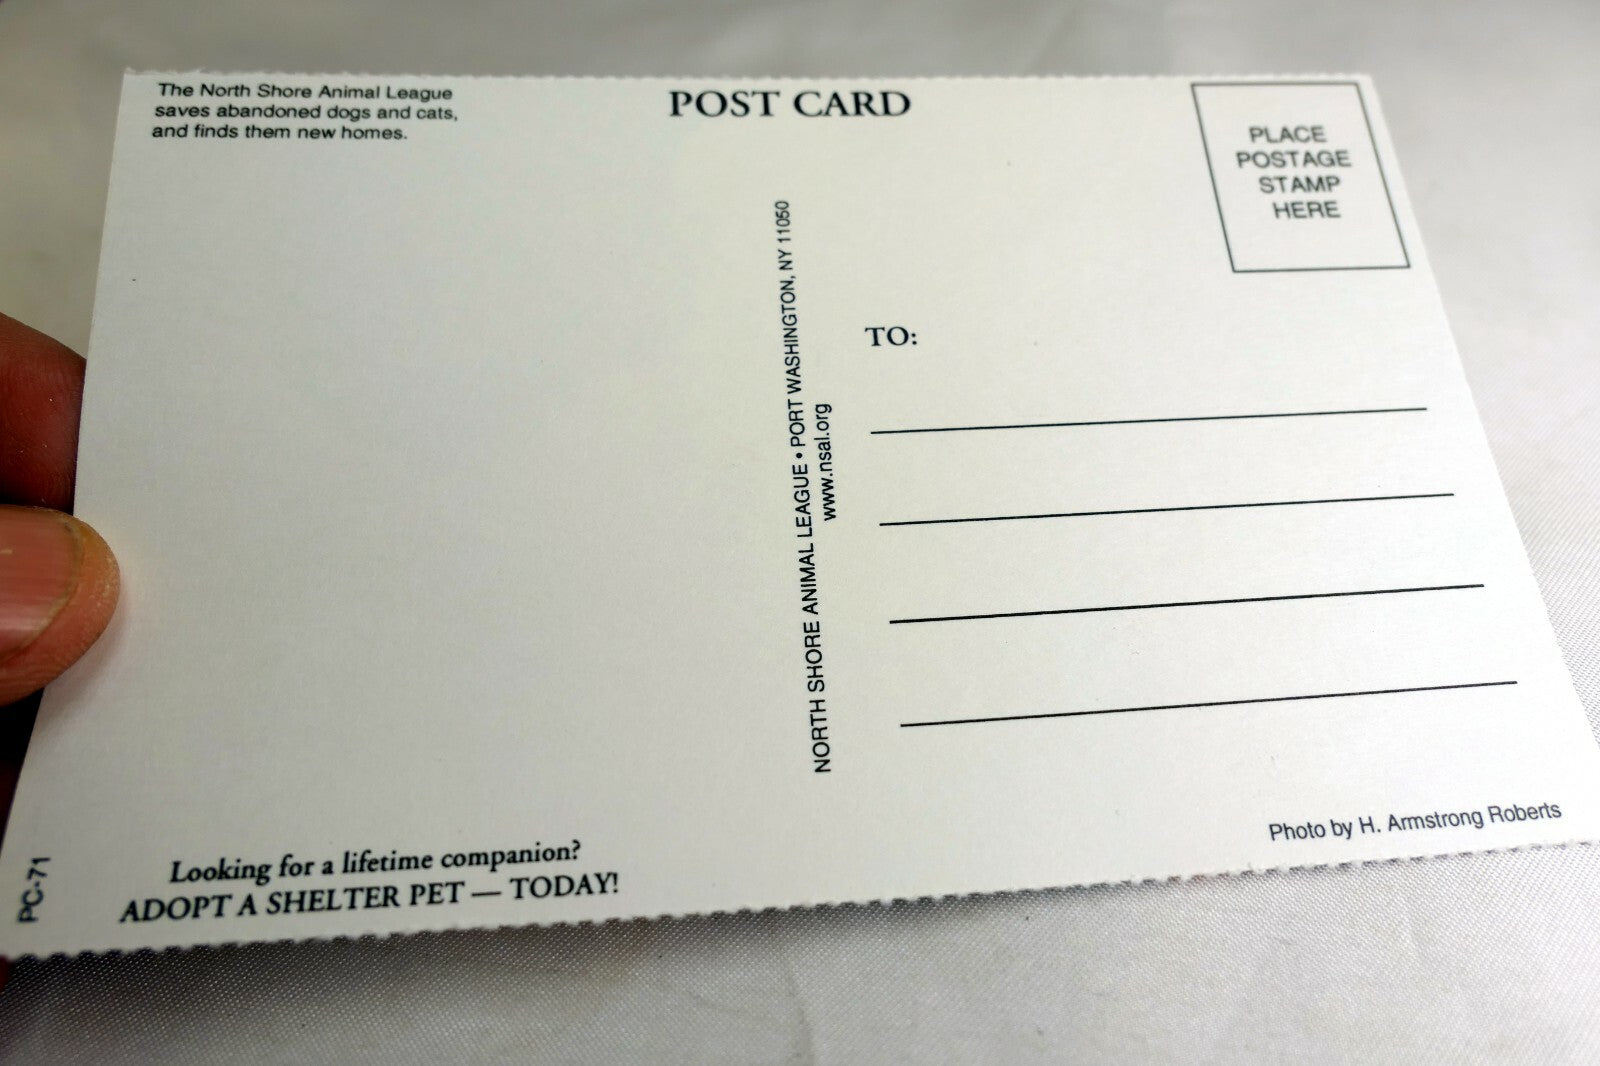 The North Shore Animal League
saves abandoned dogs and cats,
and finds them new homes.
POST CARD
PLACE
POSTAGE
STAMP
HERE
NORTH SHORE ANIMAL LEAGUE • PORT WASHINGTON, NY 11050
www.nsal.org
TO:
Photo by H. Armstrong Roberts
PC-71
Looking for a lifetime companion?
ADOPT A SHELTER PET — TODAY!